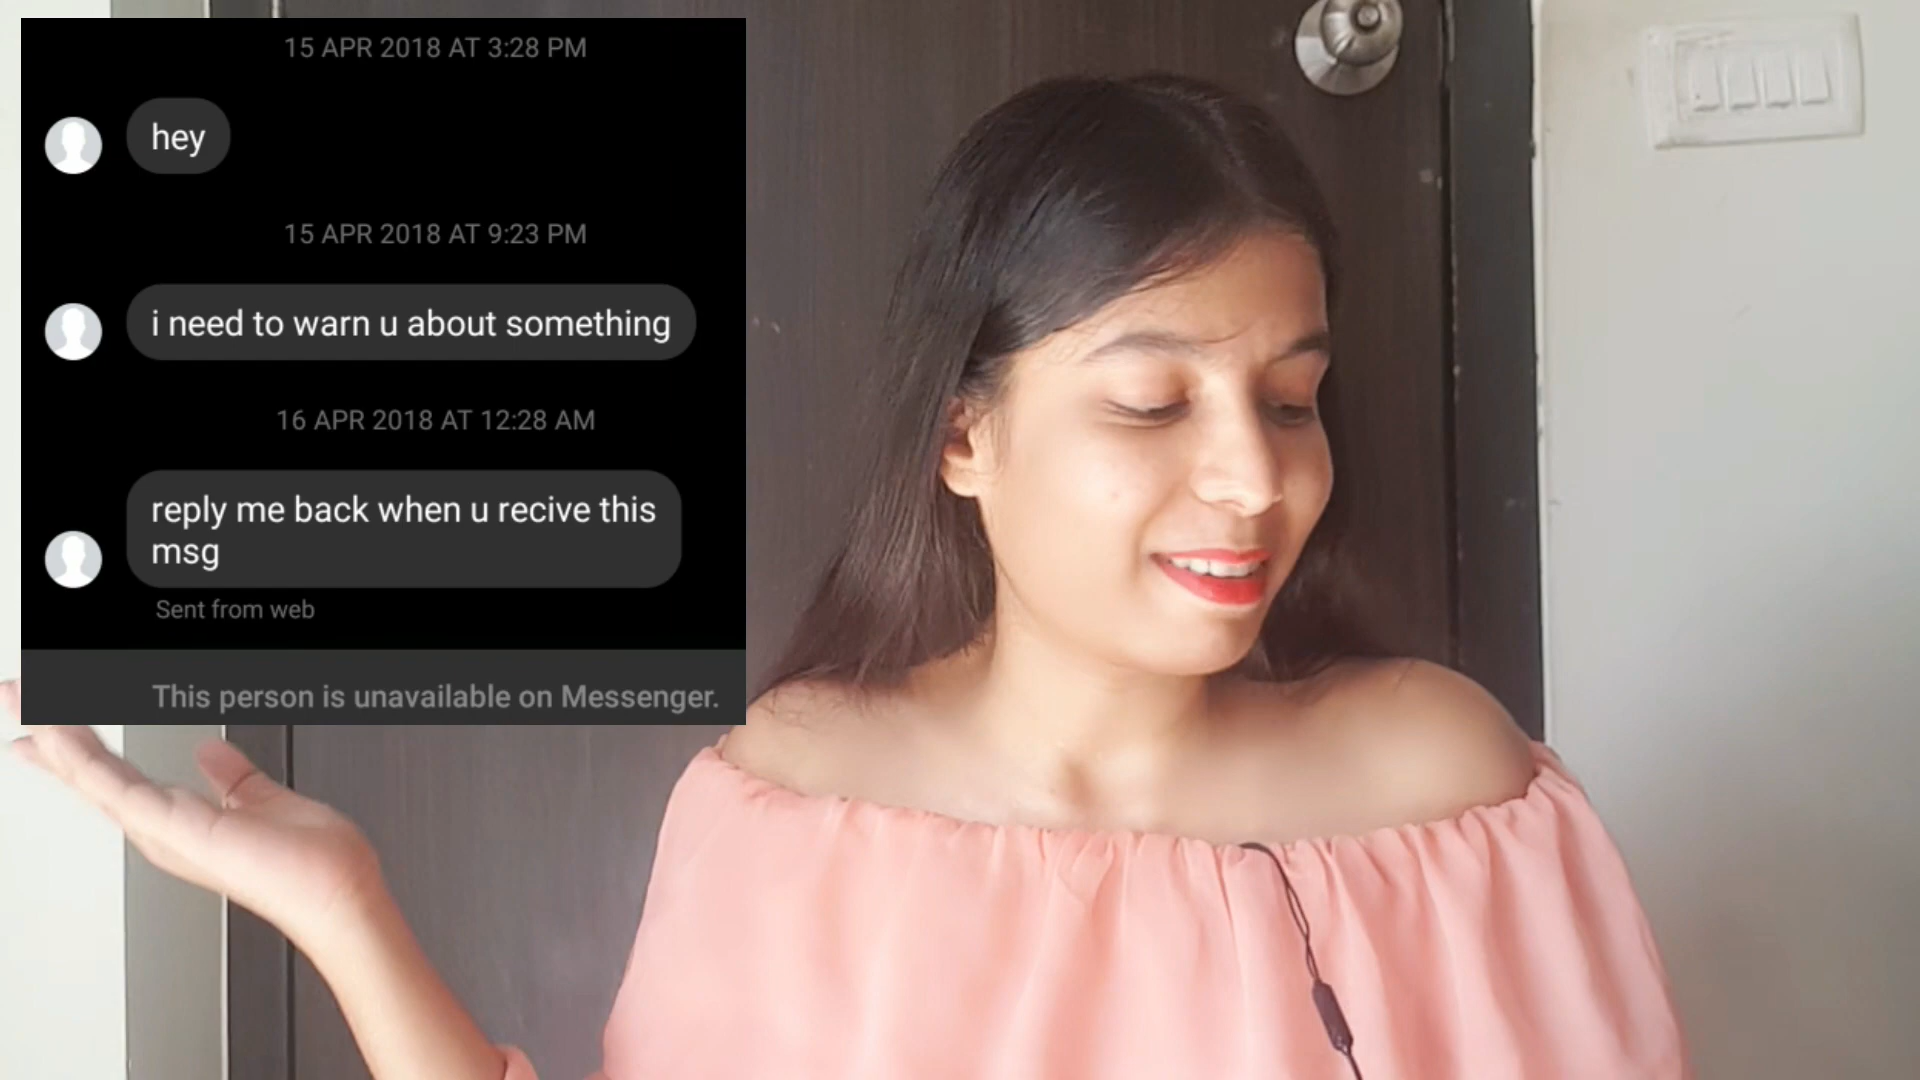 15 APR 2018 AT 3:28 PM
hey
15 APR 2018 AT 9:23 PM
i need to warn u about something
16 APR 2018 AT 12:28 AM
reply me back when u recive this
msg
Sent from web
This person is unavailable on Messenger.